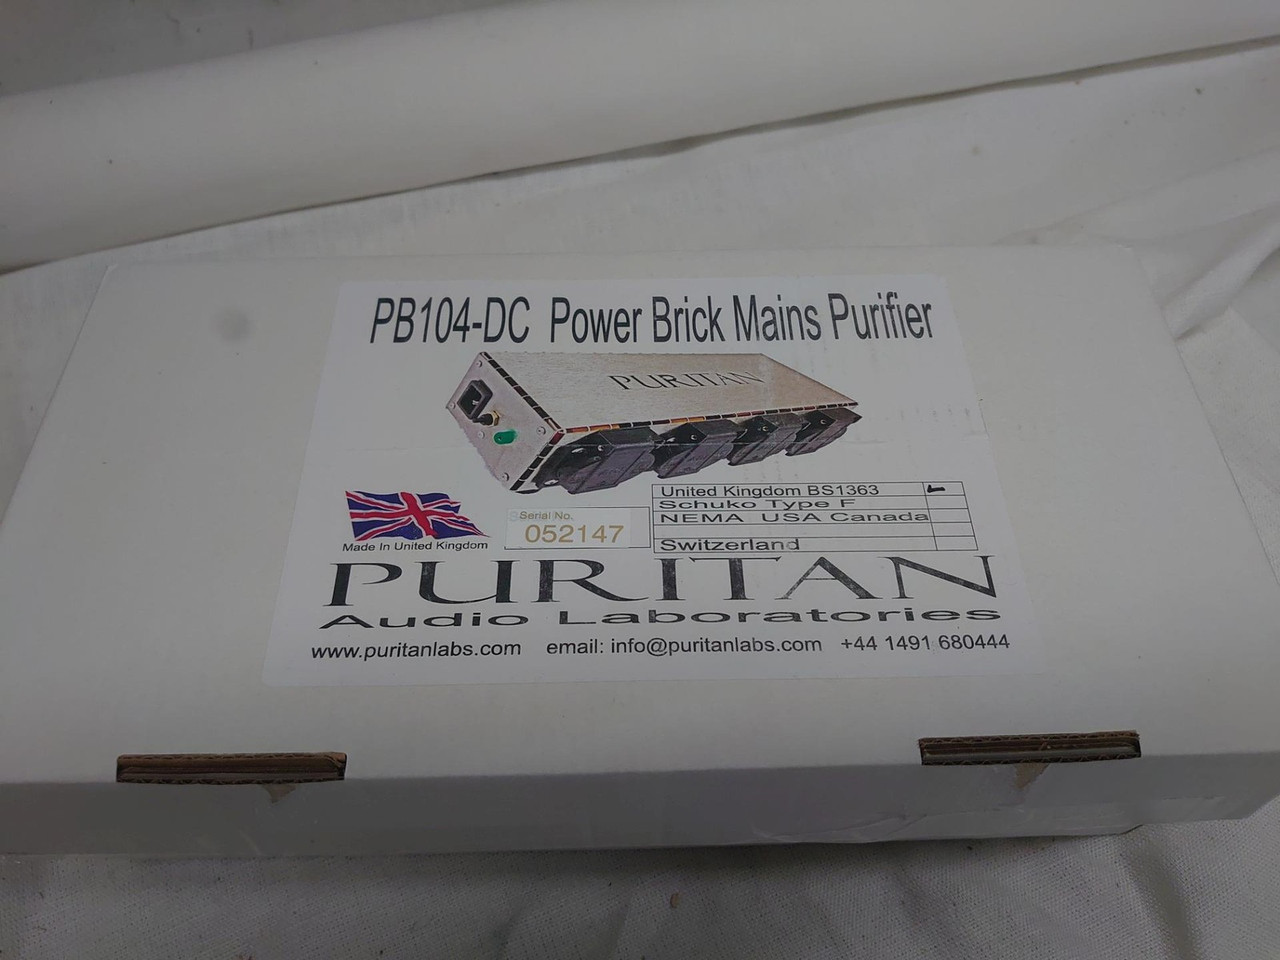 PB104-DC Power Brick Mains Purifier
PURITAN
United Kingdom BS1363
Schuko Type F
NEMA USA Canada
Switzerland
Serial No.
052147
Made In United Kingdom
PURITAN
Audio Laboratories
www.puritanlabs.com email: info@puritanlabs.com +44 1491 680444